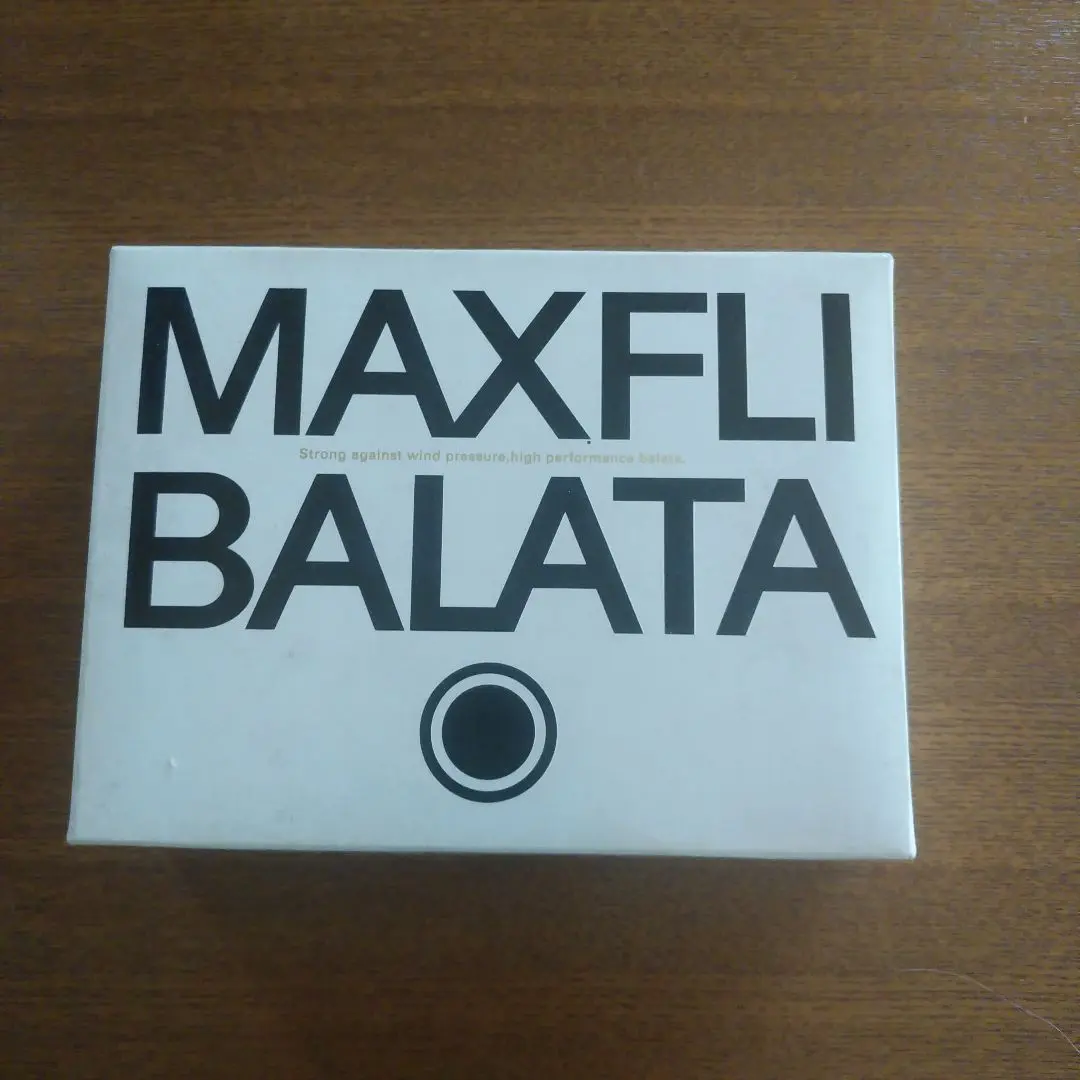 MAXFLI
Strong against wind pressure,high performance balata.
BALATA